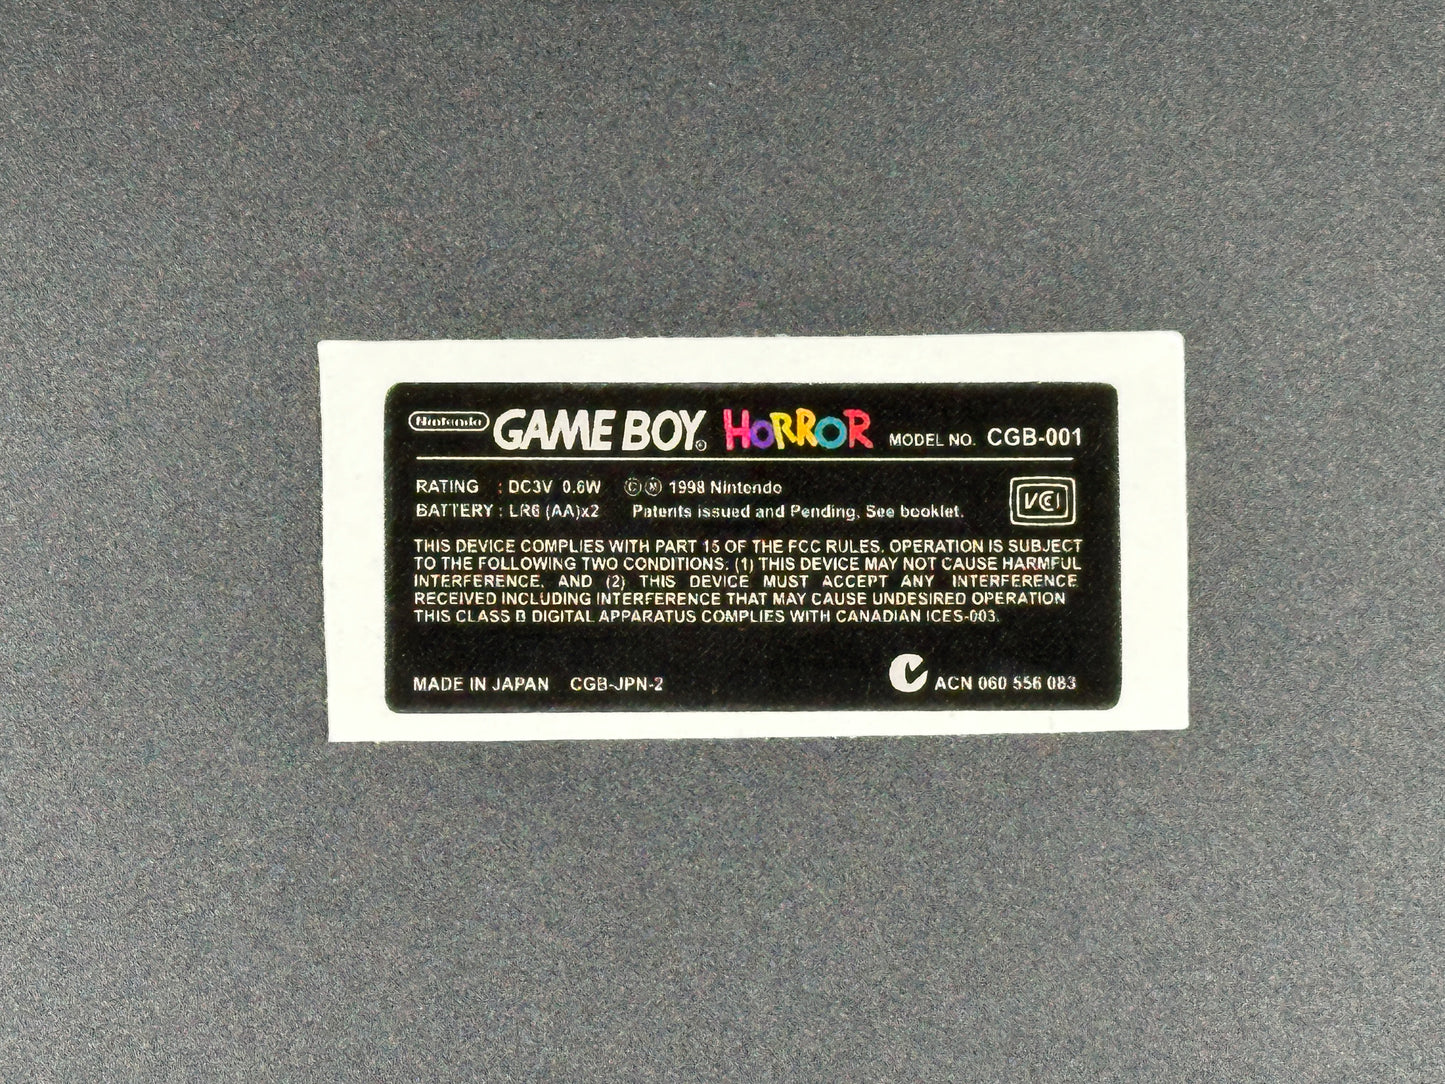 Nintendo GAME BOY® HORROR MODEL NO. CGB-001
RATING : DC3V 0.6W ©Ⓜ 1998 Nintendo
BATTERY : LR6 (AA)x2 Patents issued and Pending, See booklet.
VCCI
THIS DEVICE COMPLIES WITH PART 15 OF THE FCC RULES. OPERATION IS SUBJECT
TO THE FOLLOWING TWO CONDITIONS. (1) THIS DEVICE MAY NOT CAUSE HARMFUL
INTERFERENCE, AND (2) THIS DEVICE MUST ACCEPT ANY INTERFERENCE
RECEIVED INCLUDING INTERFERENCE THAT MAY CAUSE UNDESIRED OPERATION
THIS CLASS B DIGITAL APPARATUS COMPLIES WITH CANADIAN ICES-003.
MADE IN JAPAN CGB-JPN-2 ACN 060 556 083